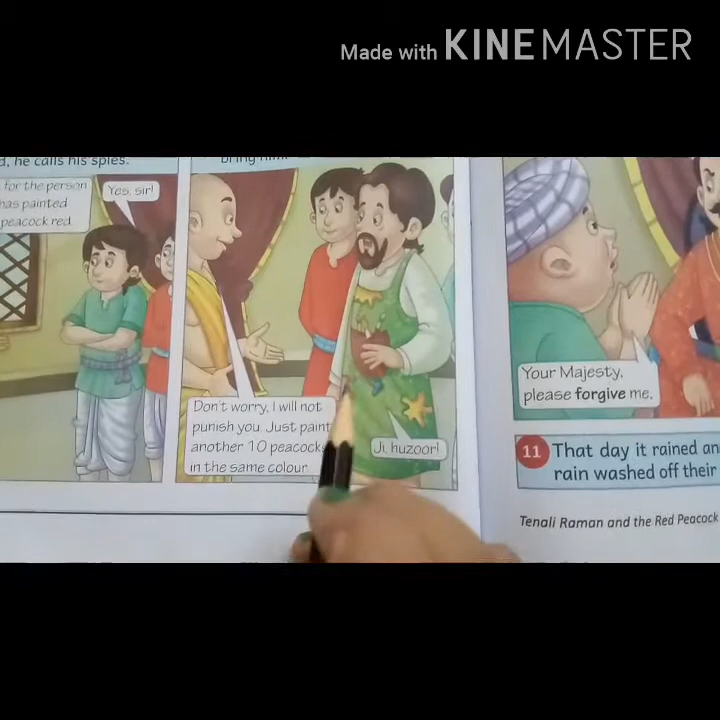 Made with KINEMASTER
d, he calls his spies.
for the person
has painted
peacock red.
Yes, sir!
bring him.
Don't worry, I will not
punish you. Just paint
another 10 peacocks
in the same colour
Ji, huzoor!
Your Majesty,
please forgive me.
11 That day it rained an
rain washed off their
Tenali Raman and the Red Peacock